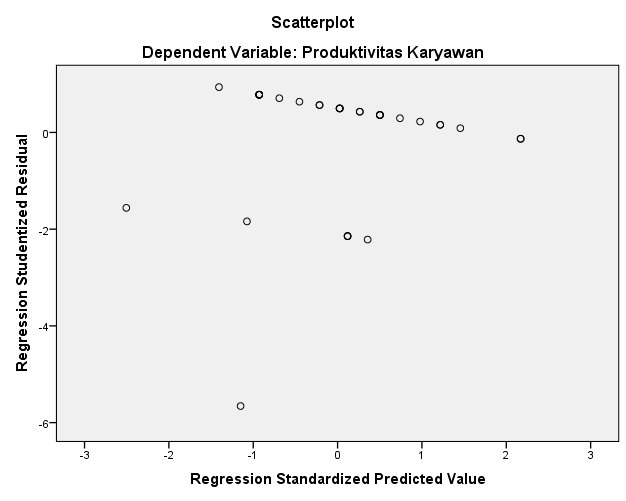 Scatterplot
Dependent Variable: Produktivitas Karyawan
Regression Studentized Residual
0
-2
-4
-6
-3 -2 -1 0 1 2 3
Regression Standardized Predicted Value